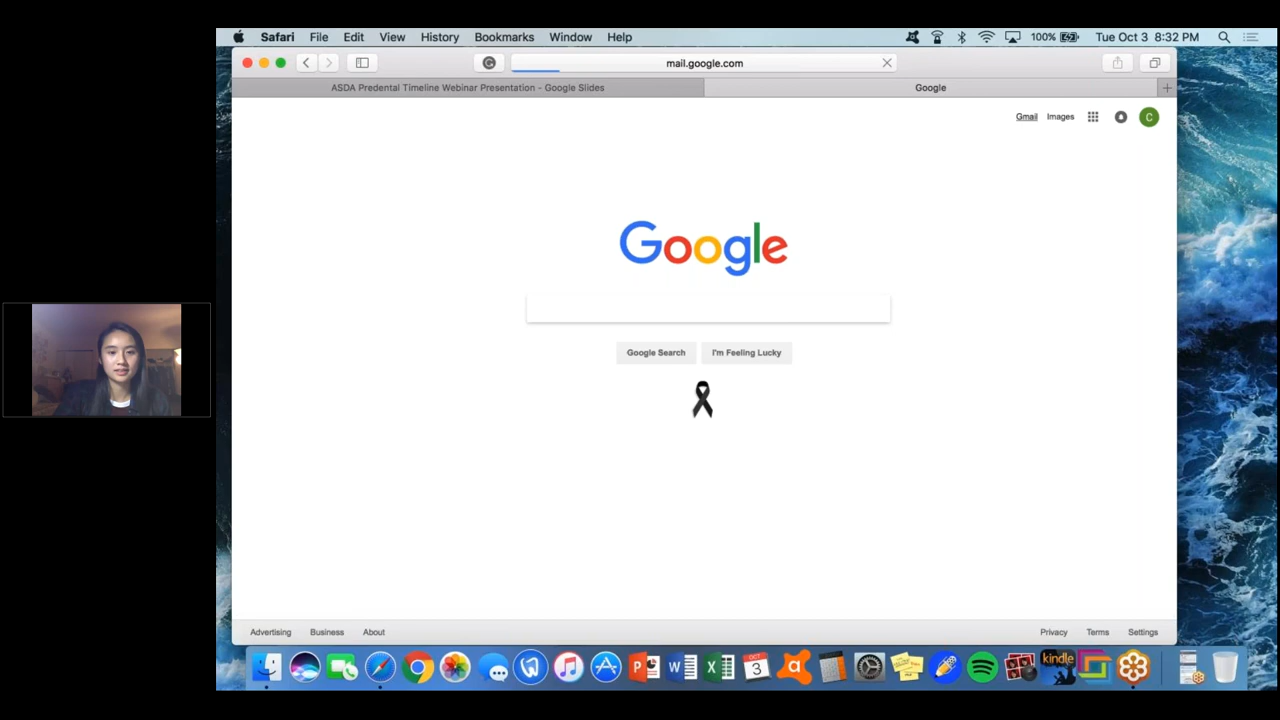 Safari File Edit View History Bookmarks Window Help 100% Tue Oct 3 8:32 PM
mail.google.com
ASDA Predental Timeline Webinar Presentation - Google Slides Google
Gmail Images C
Google
Google Search I'm Feeling Lucky
Advertising Business About Privacy Terms Settings
OCT
3
kindle